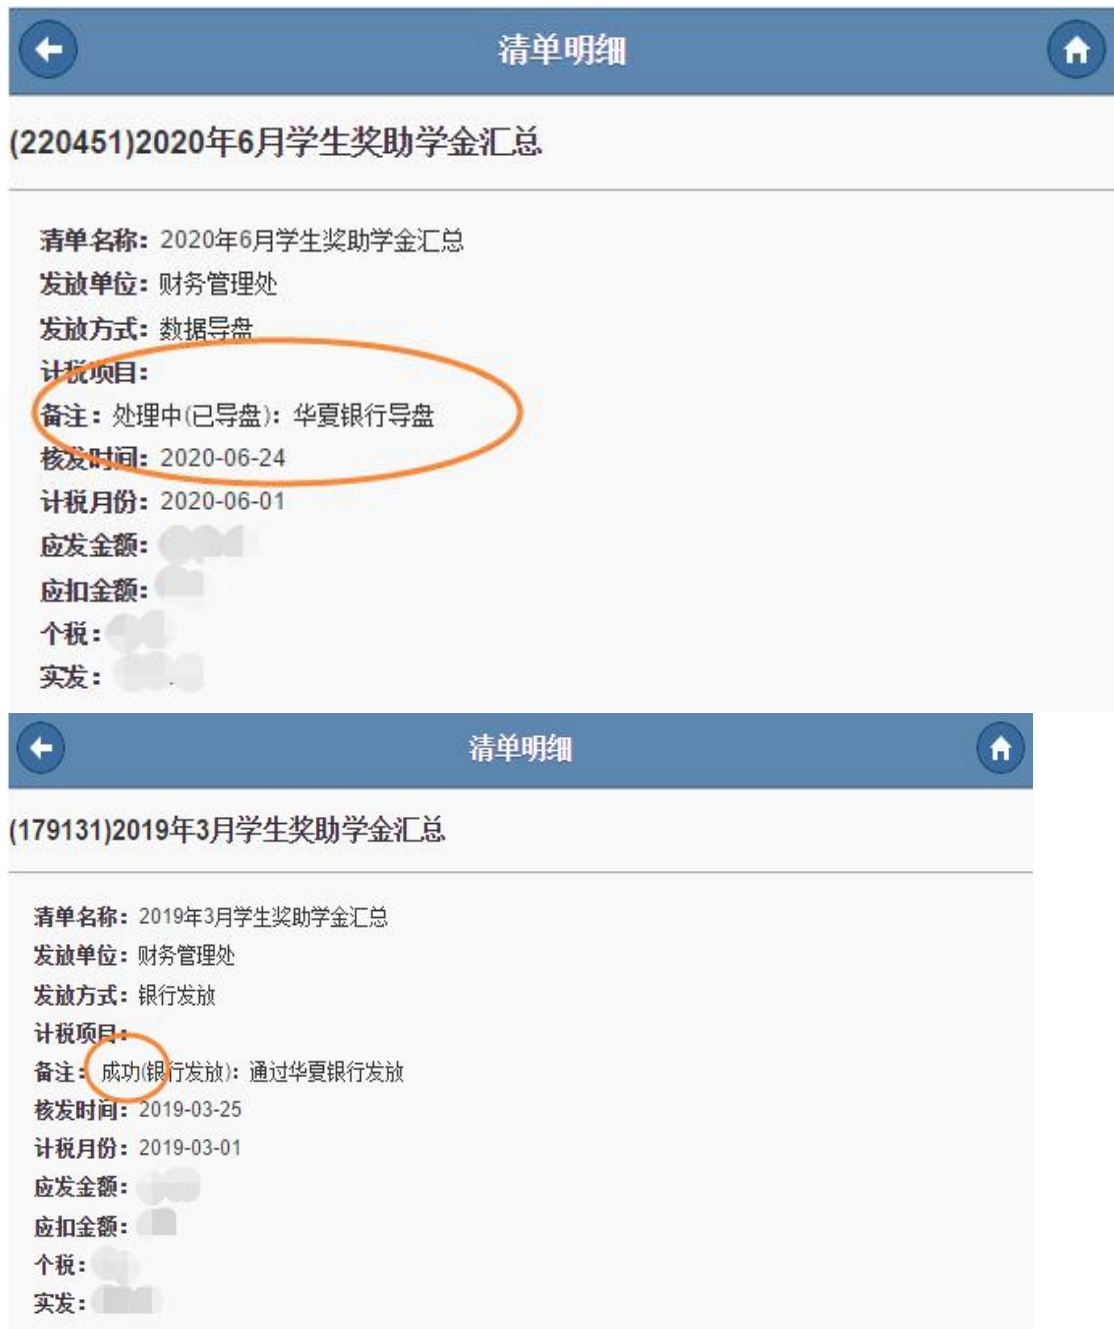 清单明细
(220451)2020年6月学生奖助学金汇总
清单名称：2020年6月学生奖助学金汇总
发放单位：财务管理处
发放方式：数据导盘
计税项目：
备注：处理中(已导盘)：华夏银行导盘
核发时间：2020-06-24
计税月份：2020-06-01
应发金额：
应扣金额：
个税：
实发：
清单明细
(179131)2019年3月学生奖助学金汇总
清单名称：2019年3月学生奖助学金汇总
发放单位：财务管理处
发放方式：银行发放
计税项目：
备注：成功(银行发放)：通过华夏银行发放
核发时间：2019-03-25
计税月份：2019-03-01
应发金额：
应扣金额：
个税：
实发：